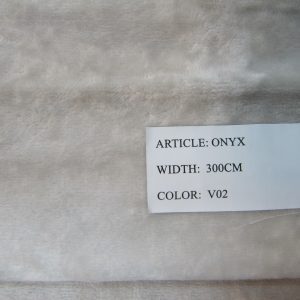 ARTICLE: ONYX
WIDTH: 300CM
COLOR: V02